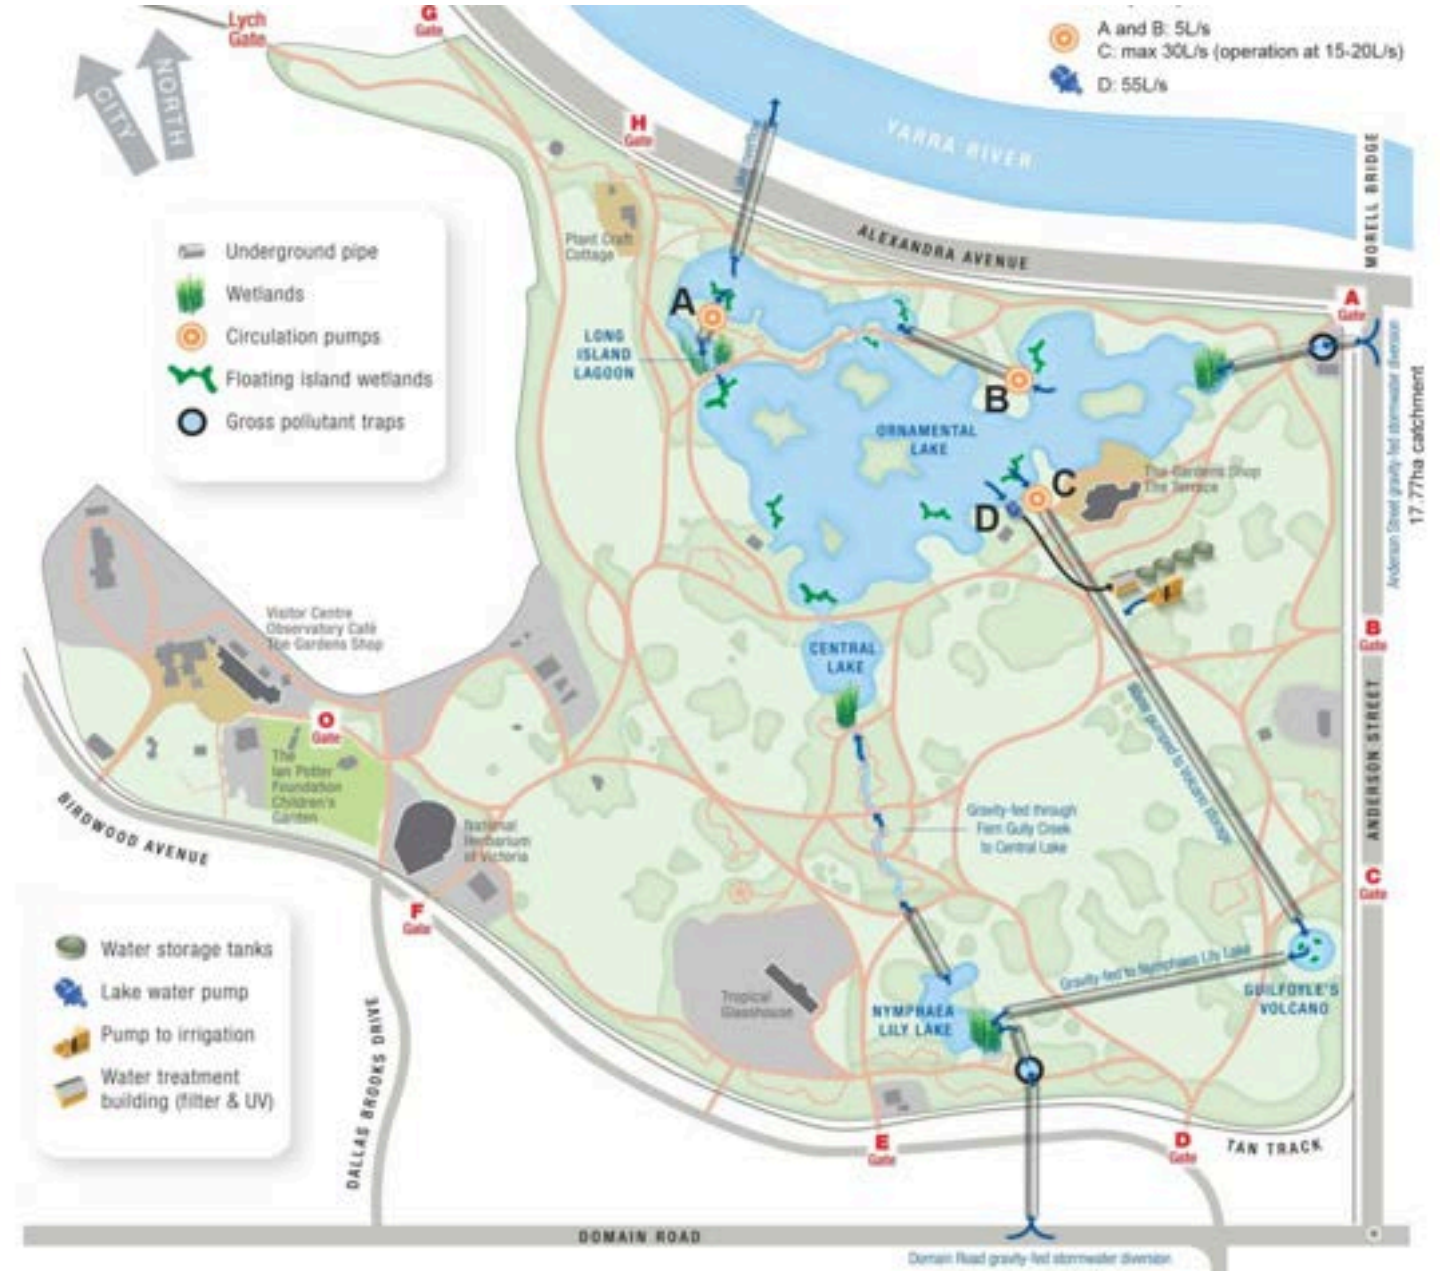 Lych
Gate
G
Gate
A and B: 5L/s
C: max 30L/s (operation at 15-20L/s)
D: 55L/s
CITY
NORTH
H
Gate
YARRA RIVER
MORELL BRIDGE
ALEXANDRA AVENUE
Plant Craft
Cottage
Underground pipe
Wetlands
Circulation pumps
Floating island wetlands
Gross pollutant traps
A
LONG
ISLAND
LAGOON
B
ORNAMENTAL
LAKE
A
Gate
Anderson Street gravity-fed stormwater diversion
17.77ha catchment
C
D
The Gardens Shop
The Terrace
Visitor Centre
Observatory Café
The Gardens Shop
CENTRAL
LAKE
B
Gate
O
Gate
The
Ian Potter
Foundation
Children's
Garden
Water pumped to Volcano storage
ANDERSON STREET
BIRDWOOD AVENUE
National
Herbarium
of Victoria
Gravity-fed through
Fern Gully Creek
to Central Lake
C
Gate
F
Gate
Water storage tanks
Lake water pump
Pump to irrigation
Water treatment
building (filter & UV)
DALLAS BROOKS DRIVE
Tropical
Glasshouse
NYMPHAEA
LILY LAKE
Gravity-fed to Nymphaea Lily Lake
GUILFOYLE'S
VOLCANO
E
Gate
D
Gate
TAN TRACK
DOMAIN ROAD
Domain Road gravity-fed stormwater diversion